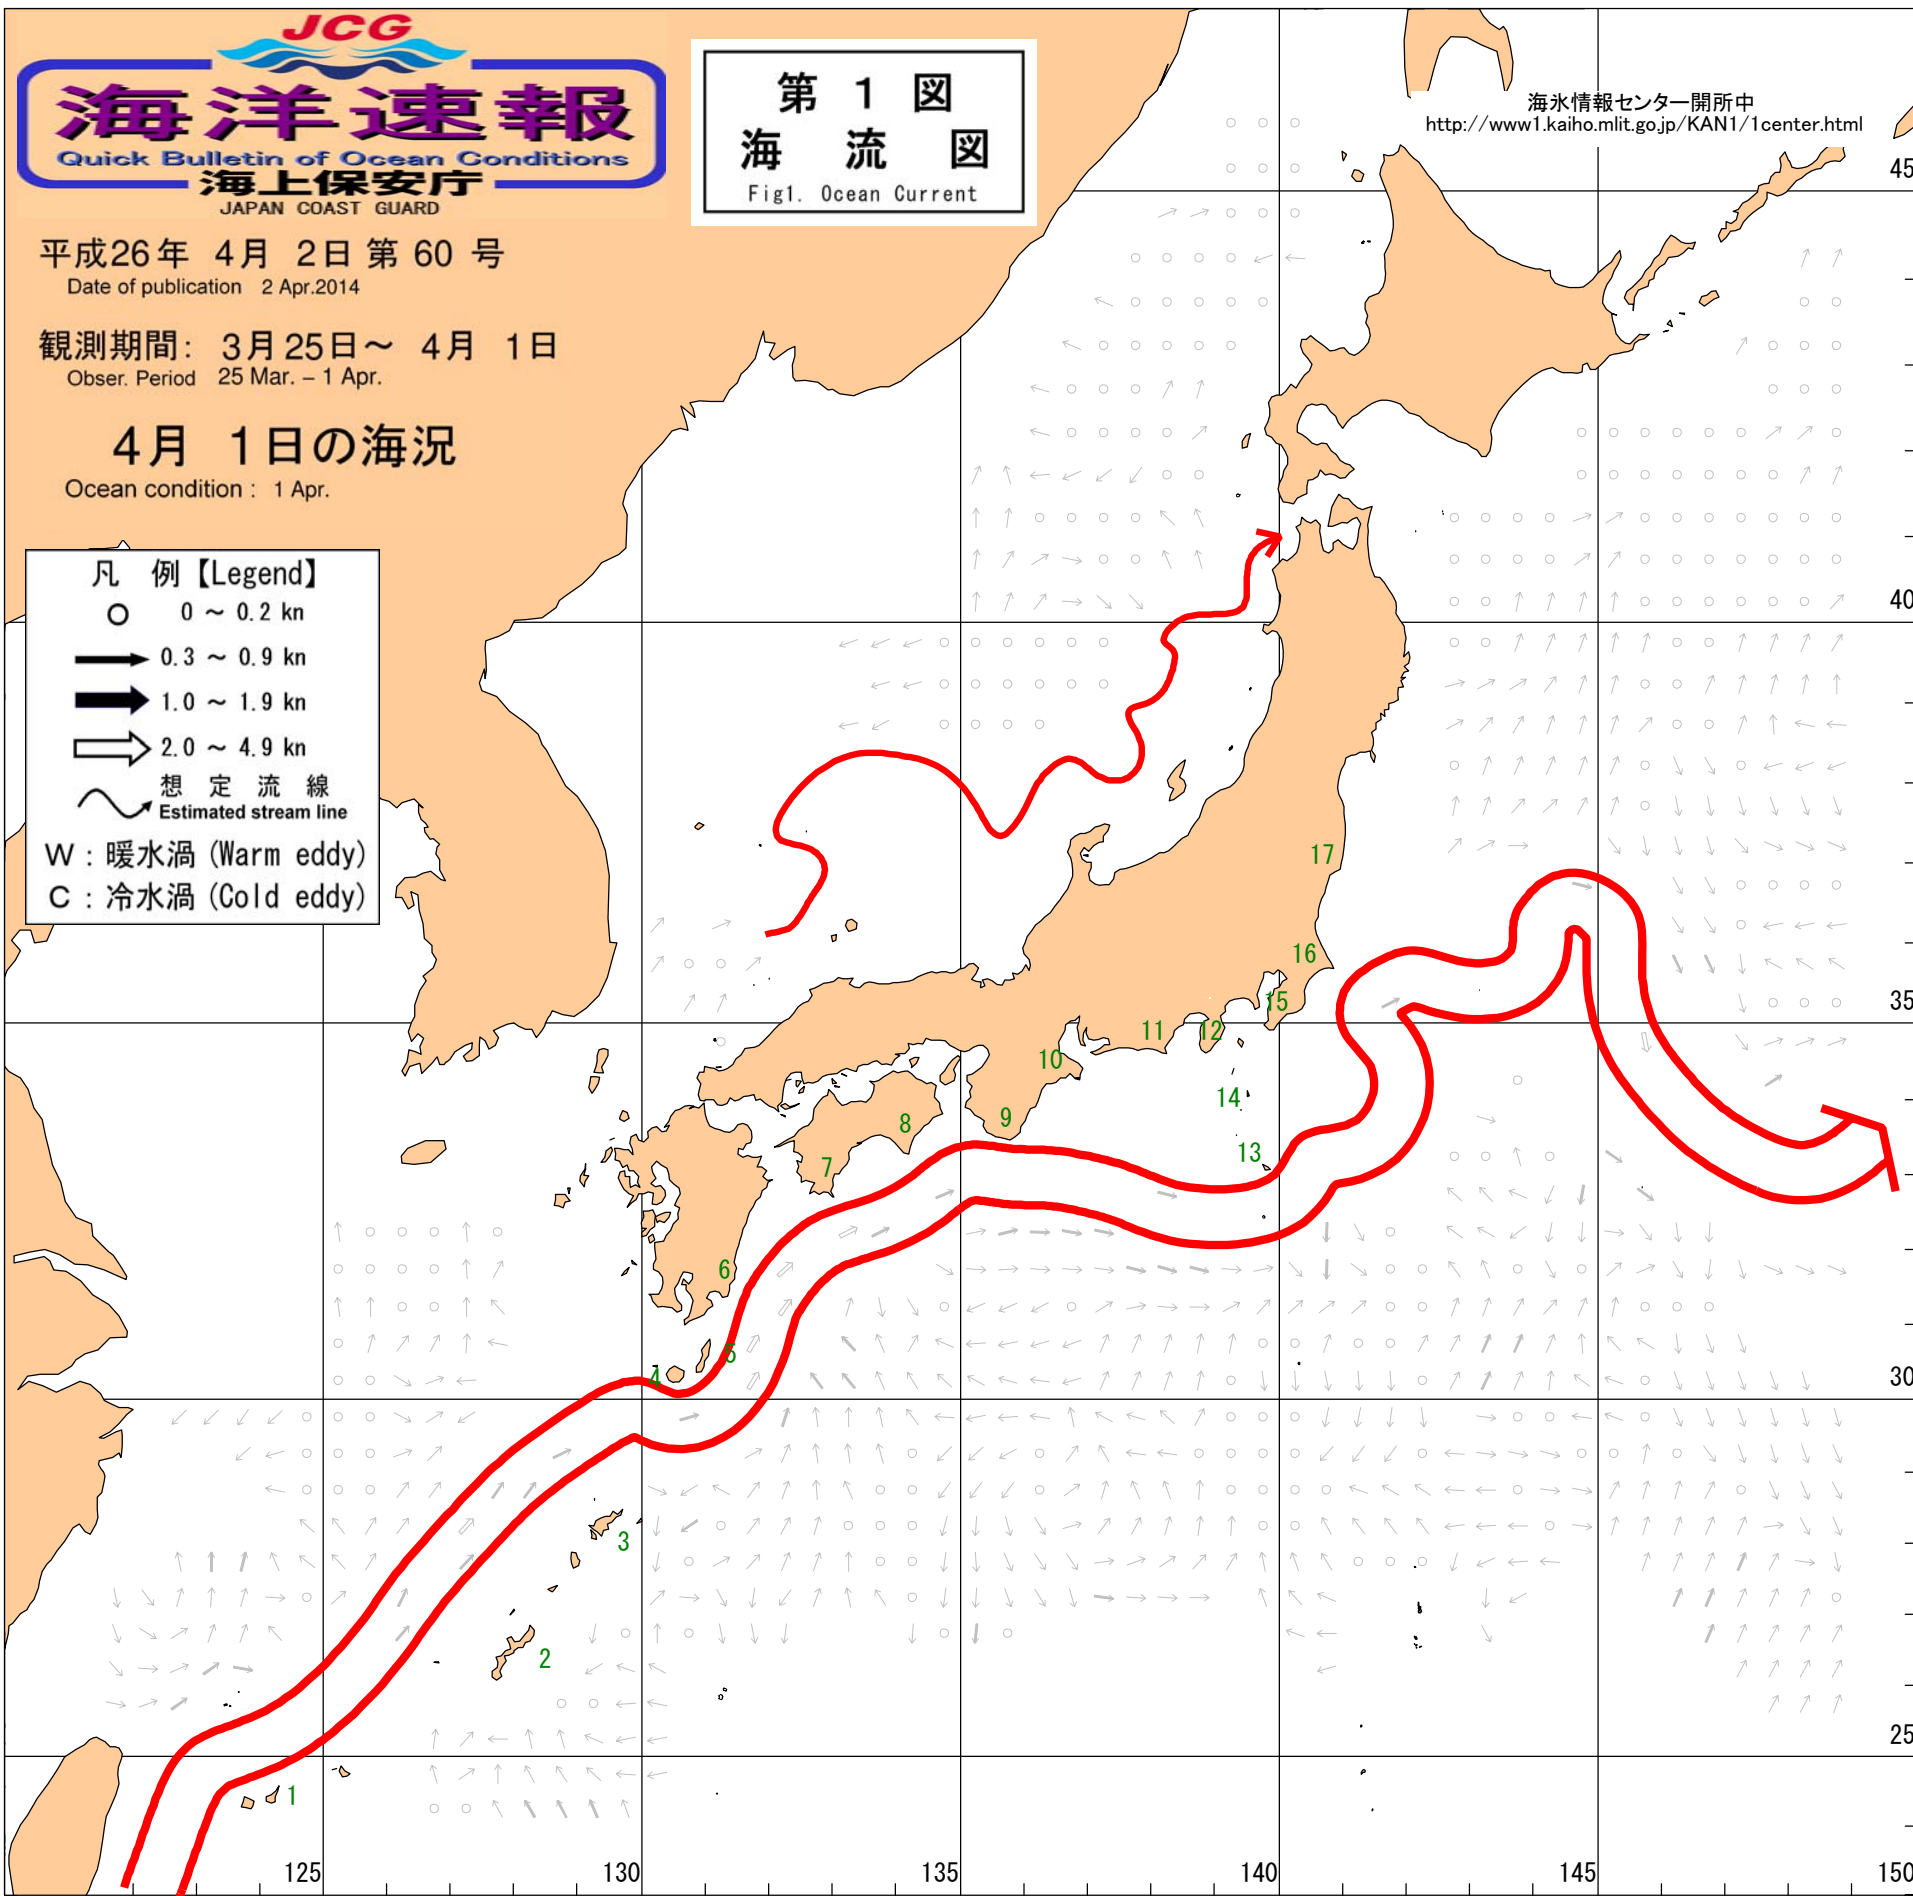 JCG
海洋速報
Quick Bulletin of Ocean Conditions
海上保安庁
JAPAN COAST GUARD
平成26年 4月 2日 第 60 号
Date of publication 2 Apr.2014
観測期間: 3月25日～ 4月 1日
Obser. Period 25 Mar. – 1 Apr.
4月 1日の海況
Ocean condition : 1 Apr.
第 1 図
海 流 図
Fig1. Ocean Current
海氷情報センター開所中
http://www1.kaiho.mlit.go.jp/KAN1/1center.html
凡 例【Legend】
0 ～ 0.2 kn
0.3 ～ 0.9 kn
1.0 ～ 1.9 kn
2.0 ～ 4.9 kn
想 定 流 線
Estimated stream line
W : 暖水渦 (Warm eddy)
C : 冷水渦 (Cold eddy)
45
40
35
30
25
17
16
15
12
11
10
14
9
8
13
7
6
5
4
3
2
1
125
130
135
140
145
150